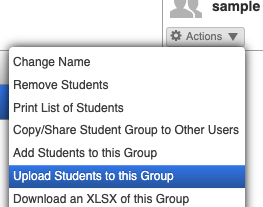 sample
Actions
Change Name
Remove Students
Print List of Students
Copy/Share Student Group to Other Users
Add Students to this Group
Upload Students to this Group
Download an XLSX of this Group